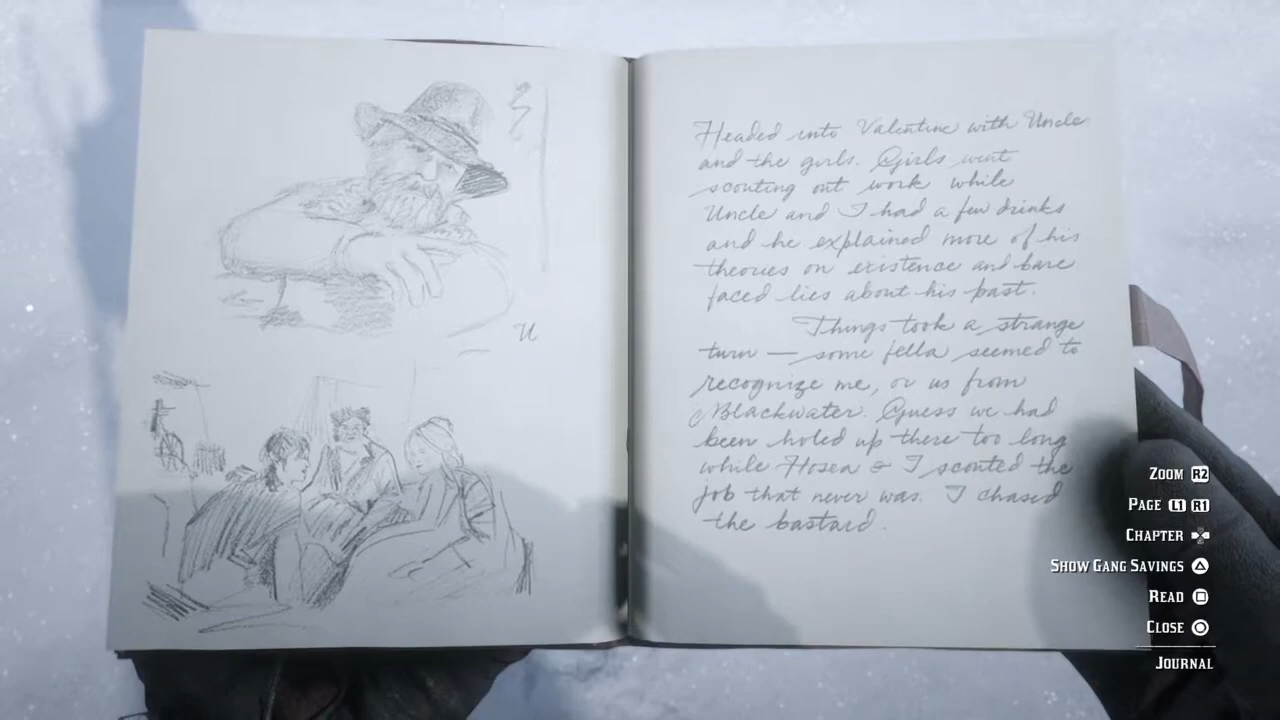 U
Headed into Valentine with Uncle
and the girls. Girls went
scouting out work while
Uncle and I had a few drinks
and he explained more of his
theories on existence and bare
faced lies about his past.
Things took a strange
turn — some fella seemed to
recognize me, or us from
Blackwater. Guess we had
been holed up there too long
while Hosea & I scouted the
job that never was. I chased
the bastard.
ZOOM R2
PAGE L1 R1
CHAPTER
SHOW GANG SAVINGS
READ
CLOSE
JOURNAL